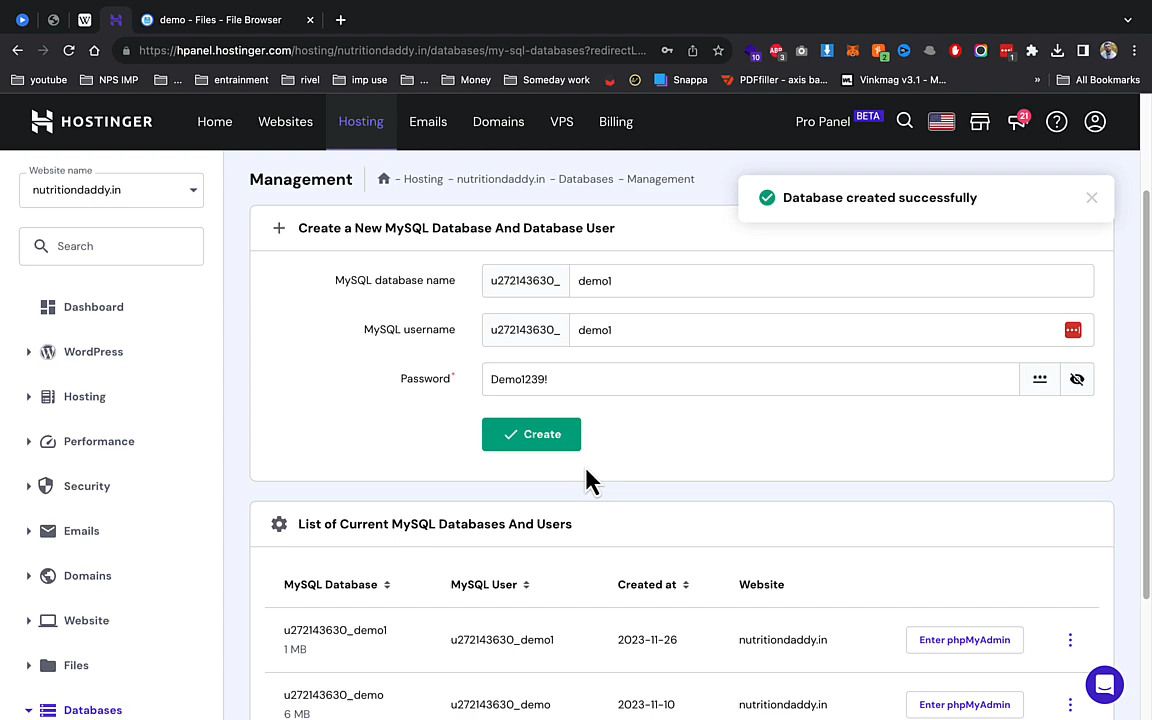 demo - Files - File Browser
https://hpanel.hostinger.com/hosting/nutritiondaddy.in/databases/my-sql-databases?redirectL...
10
3
2
1
youtube
NPS IMP
...
entrainment
rivel
imp use
...
Money
Someday work
Snappa
PDFfiller - axis ba...
Vinkmag v3.1 - M...
»
All Bookmarks
HOSTINGER
Home
Websites
Hosting
Emails
Domains
VPS
Billing
Pro Panel BETA
21
Website name
nutritiondaddy.in
Search
Dashboard
WordPress
Hosting
Performance
Security
Emails
Domains
Website
Files
Databases
Management
- Hosting - nutritiondaddy.in - Databases - Management
Database created successfully
Create a New MySQL Database And Database User
MySQL database name u272143630_ demo1
MySQL username u272143630_ demo1
Password* Demo1239!
Create
List of Current MySQL Databases And Users
MySQL Database MySQL User Created at Website
u272143630_demo1
1 MB
u272143630_demo1 2023-11-26 nutritiondaddy.in Enter phpMyAdmin
u272143630_demo
6 MB
u272143630_demo 2023-11-10 nutritiondaddy.in Enter phpMyAdmin